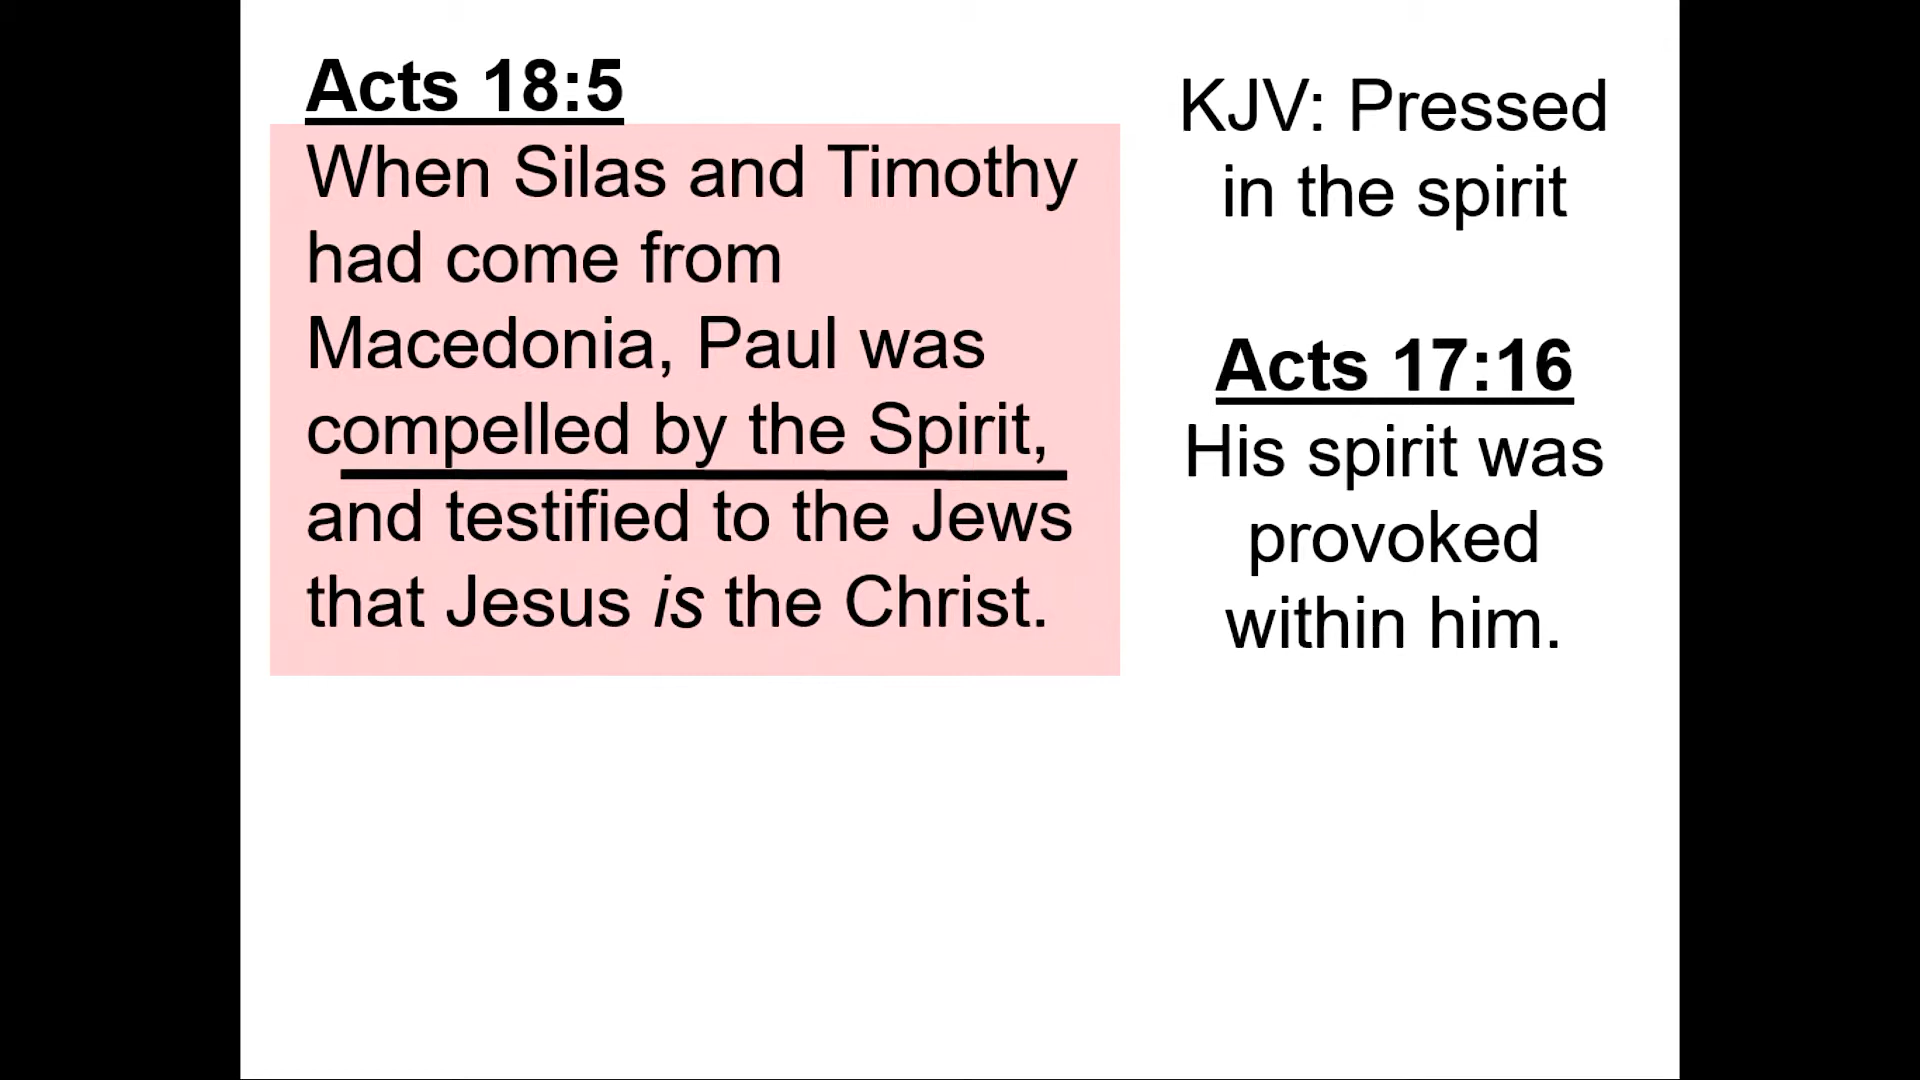 Acts 18:5
When Silas and Timothy
had come from
Macedonia, Paul was
compelled by the Spirit,
and testified to the Jews
that Jesus is the Christ.
KJV: Pressed
in the spirit
Acts 17:16
His spirit was
provoked
within him.